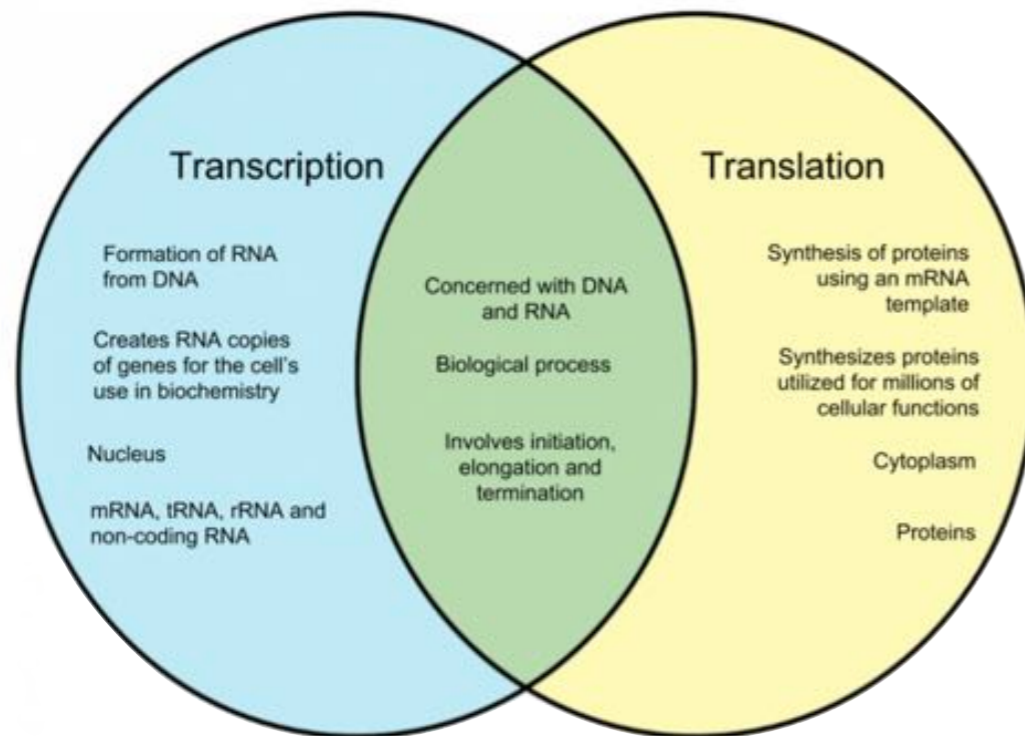 Transcription
Formation of RNA
from DNA
Creates RNA copies
of genes for the cell's
use in biochemistry
Nucleus
mRNA, tRNA, rRNA and
non-coding RNA
Concerned with DNA
and RNA
Biological process
Involves initiation,
elongation and
termination
Translation
Synthesis of proteins
using an mRNA
template
Synthesizes proteins
utilized for millions of
cellular functions
Cytoplasm
Proteins